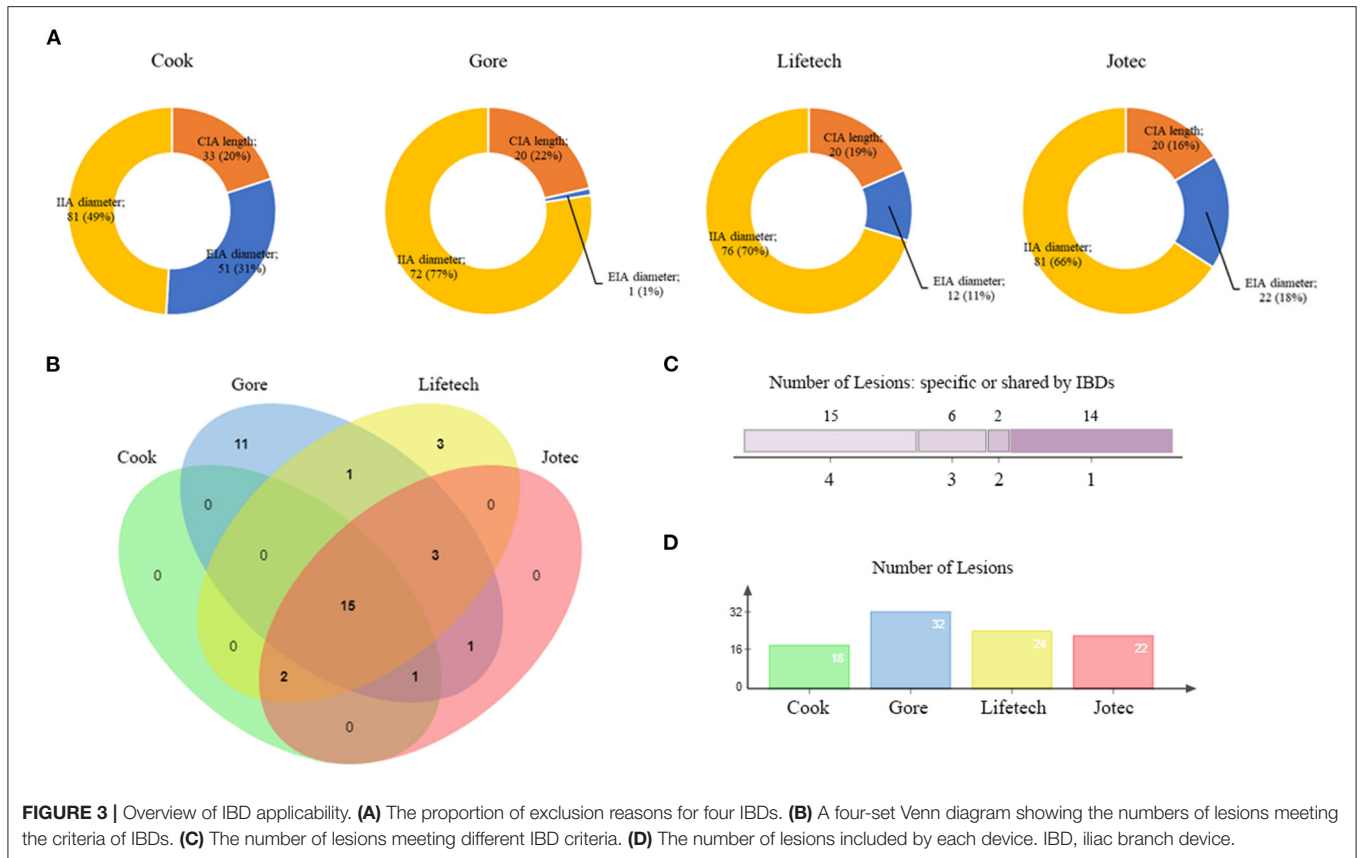 A
Cook
Gore
Lifetech
Jotec
CIA length;
33 (20%)
IIA diameter;
81 (49%)
EIA diameter;
51 (31%)
CIA length;
20 (22%)
IIA diameter;
72 (77%)
EIA diameter;
1 (1%)
CIA length;
20 (19%)
IIA diameter;
76 (70%)
EIA diameter;
12 (11%)
CIA length;
20 (16%)
IIA diameter;
81 (66%)
EIA diameter;
22 (18%)
B
Gore
Lifetech
Cook
Jotec
11
3
1
0
0
0
3
0
0
15
0
1
2
1
0
C
Number of Lesions: specific or shared by IBDs
15 6 2 14
4 3 2 1
D
Number of Lesions
32
16
0
18
32
24
22
Cook Gore Lifetech Jotec
FIGURE 3 | Overview of IBD applicability. (A) The proportion of exclusion reasons for four IBDs. (B) A four-set Venn diagram showing the numbers of lesions meeting
the criteria of IBDs. (C) The number of lesions meeting different IBD criteria. (D) The number of lesions included by each device. IBD, iliac branch device.